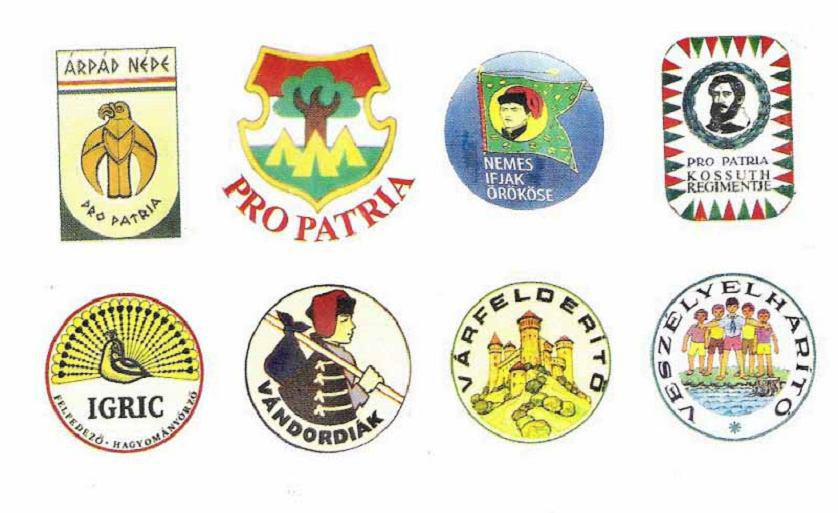 ÁRPÁD NÉPE
PRO PATRIA
PRO PATRIA
NEMES
IFJAK
ÖRÖKÖSE
PRO PATRIA
KOSSUTH
REGIMENTJE
IGRIC
FELFEDEZŐ - HAGYOMÁNYŐRZŐ
VÁNDORDIÁK
VÁRFELDERÍTŐ
VESZÉLYELHÁRÍTÓ